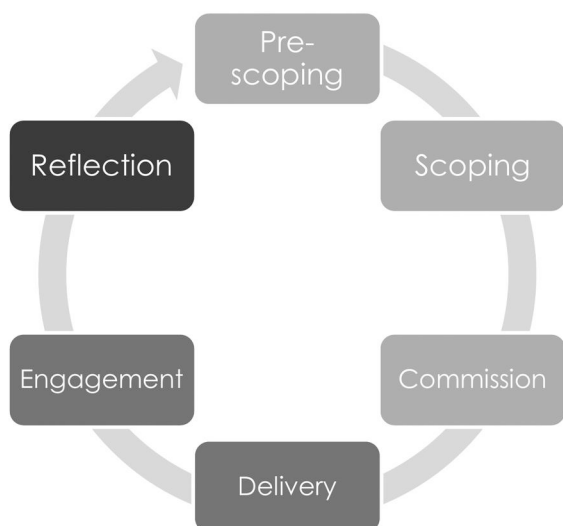 Pre-
scoping
Scoping
Commission
Delivery
Engagement
Reflection